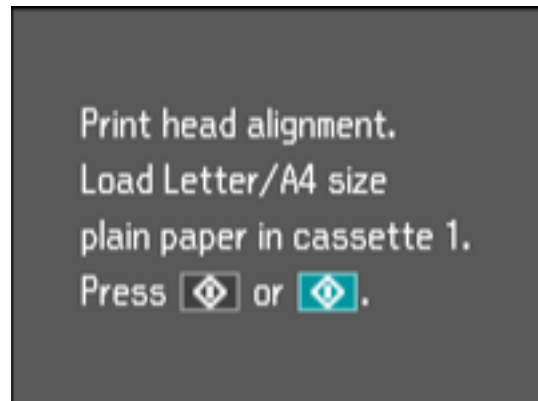 Print head alignment.
Load Letter/A4 size
plain paper in cassette 1.
Press or .